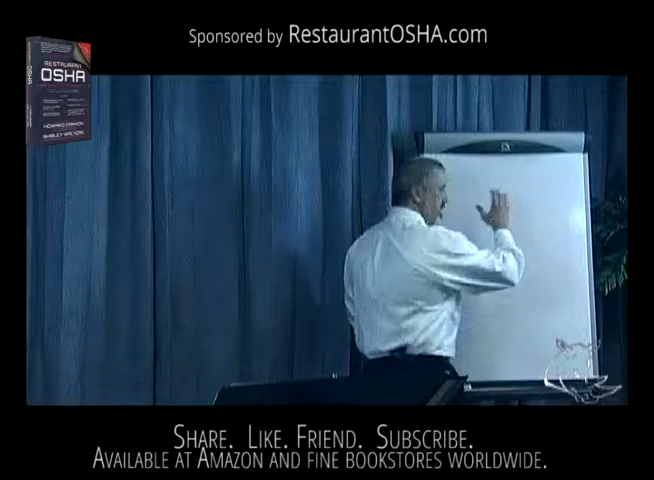 Sponsored by RestaurantOSHA.com
RESTAURANT
OSHA
HOWARD CANNON
SHIRLEY WALTERS
SHARE. LIKE. FRIEND. SUBSCRIBE.
AVAILABLE AT AMAZON AND FINE BOOKSTORES WORLDWIDE.